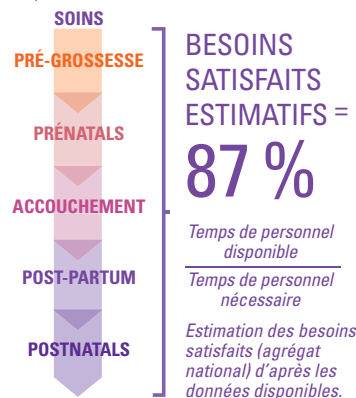 SOINS
PRÉ-GROSSESSE
PRÉNATALS
ACCOUCHEMENT
POST-PARTUM
POSTNATALS
BESOINS
SATISFAITS
ESTIMATIFS =
87 %
Temps de personnel
disponible
Temps de personnel
nécessaire
Estimation des besoins
satisfaits (agrégat
national) d’après les
données disponibles.